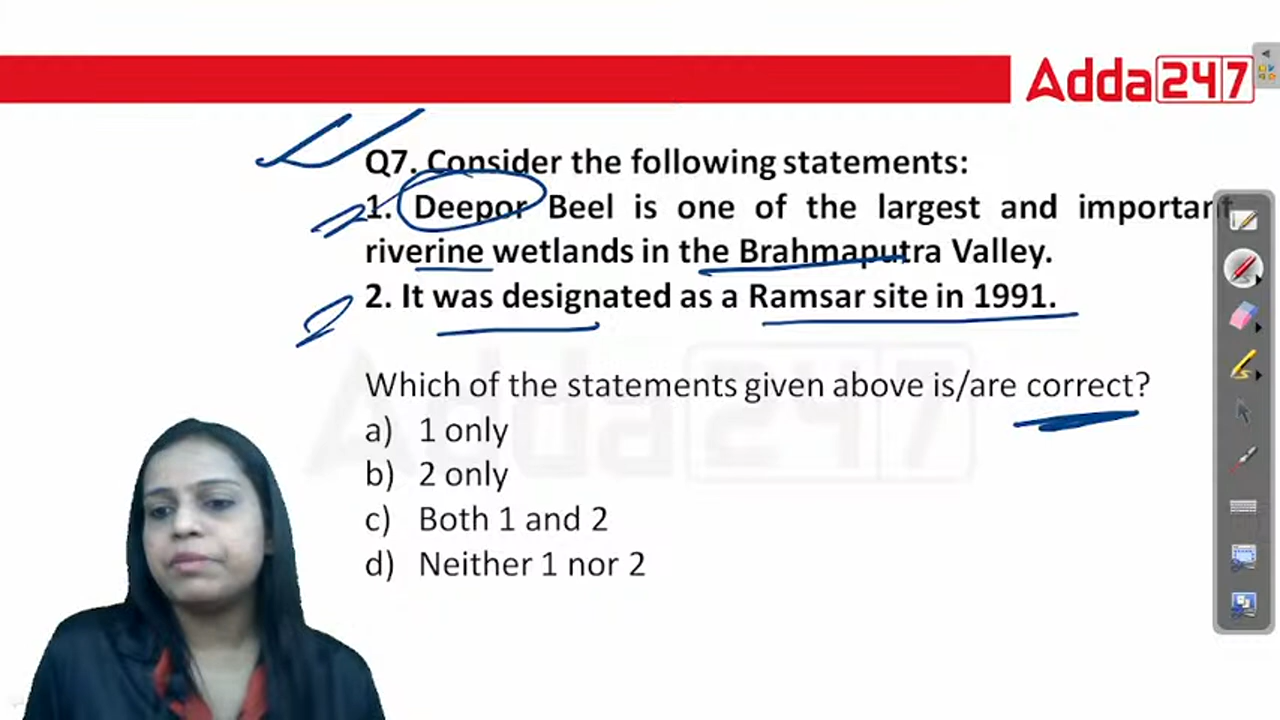 Adda247
Q7. Consider the following statements:
1. Deepor Beel is one of the largest and important
riverine wetlands in the Brahmaputra Valley.
2. It was designated as a Ramsar site in 1991.
Adda247
Which of the statements given above is/are correct?
a) 1 only
b) 2 only
c) Both 1 and 2
d) Neither 1 nor 2